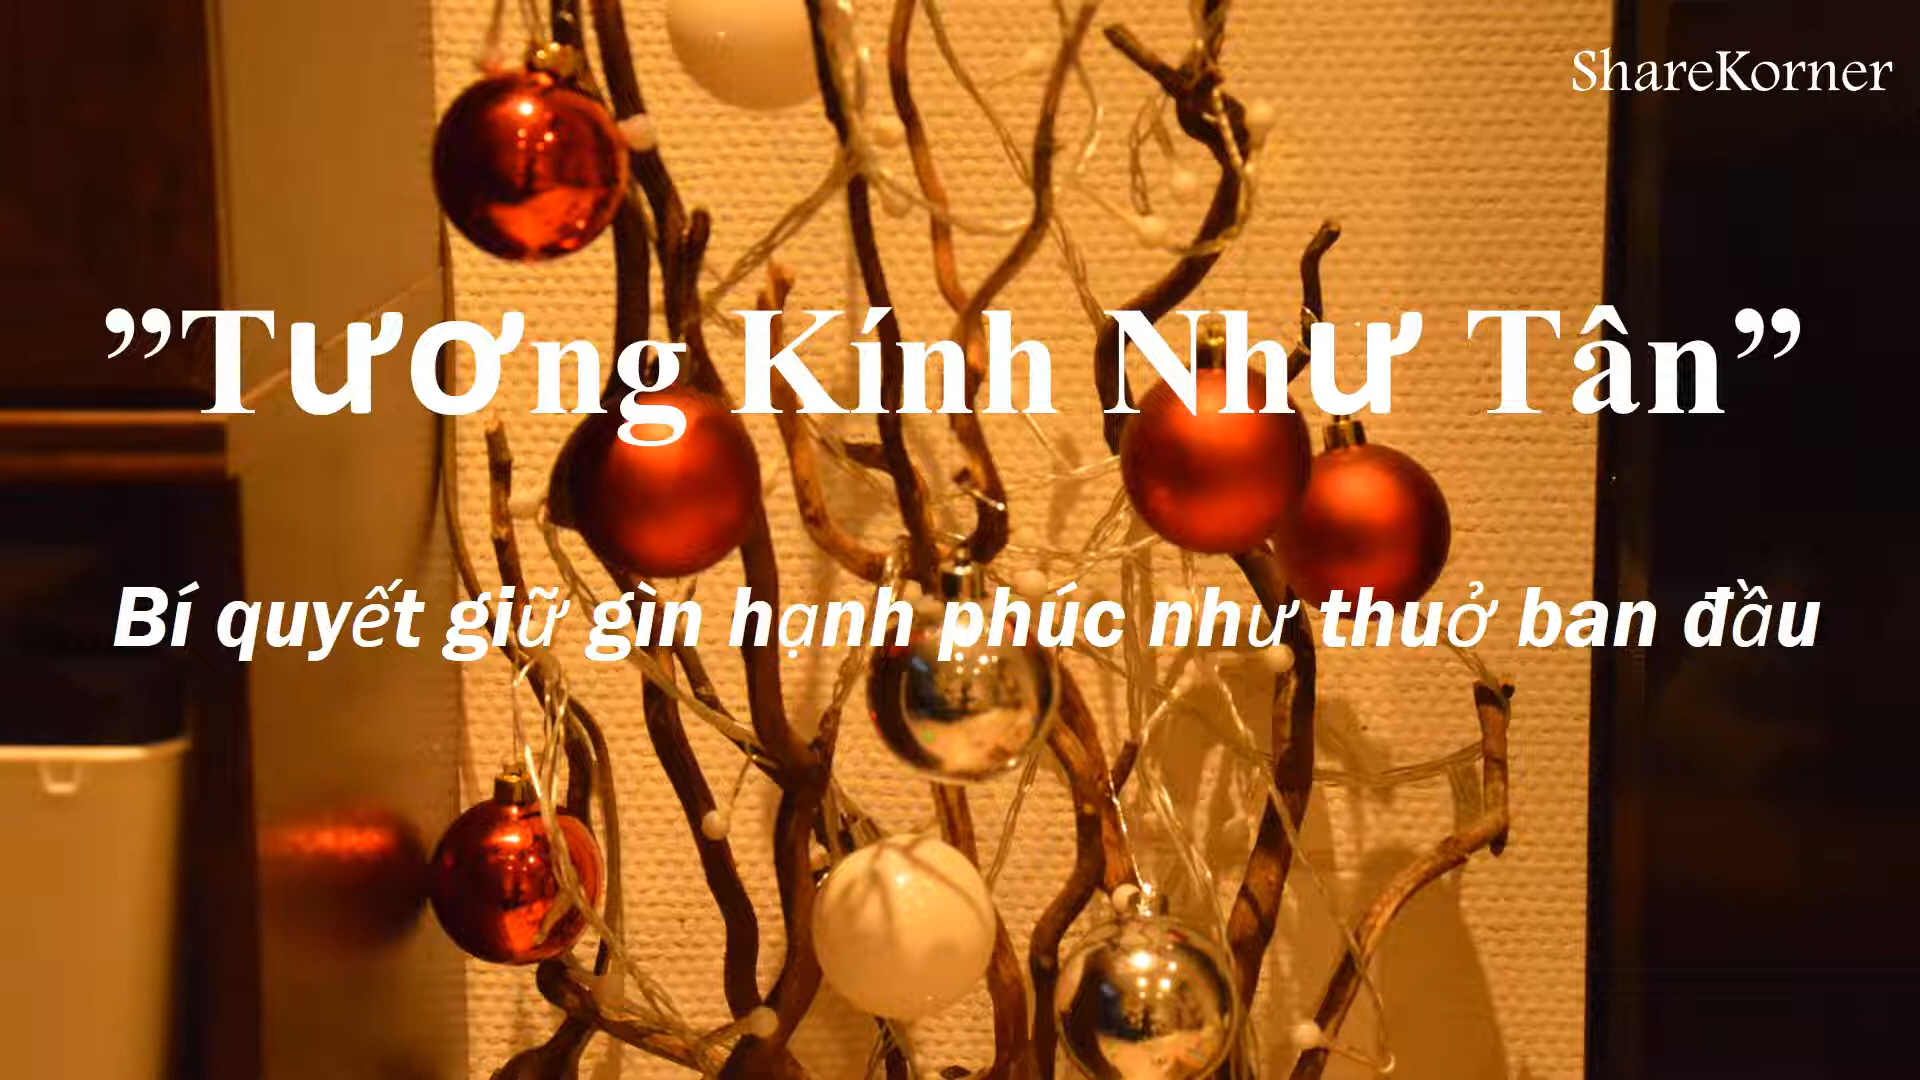 ShareKorner
”Tương Kính Như Tân”
Bí quyết giữ gìn hạnh phúc như thuở ban đầu